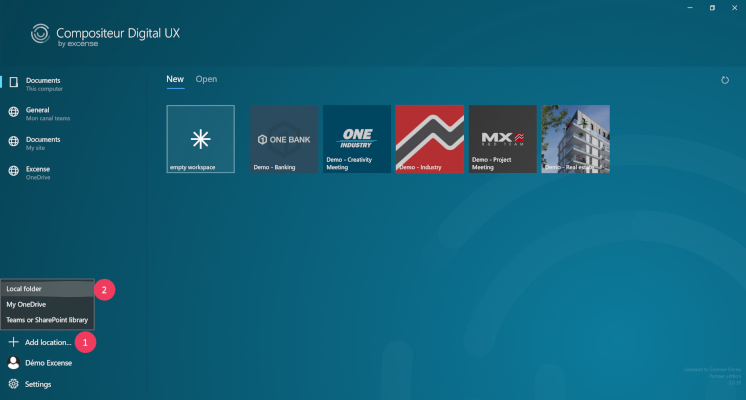 Compositeur Digital UX
by excense
Documents
This computer
General
Mon canal teams
Documents
My site
Excense
OneDrive
New
Open
empty workspace
ONE BANK
Demo - Banking
ONE
INDUSTRY
Demo - Creativity
Meeting
Demo - Industry
MX
R&D TEAM
Demo - Project
Meeting
Demo - Real estate
Local folder
2
My OneDrive
Teams or SharePoint library
Add location...
1
Démo Excense
Settings